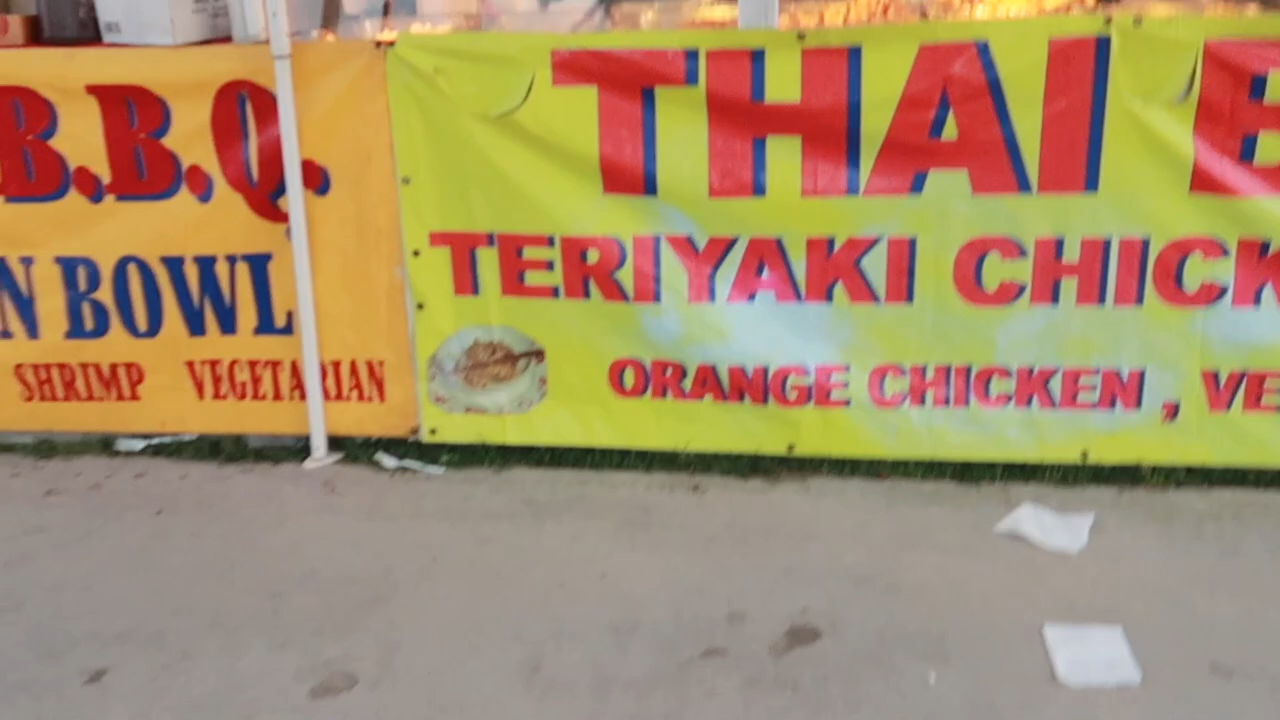 B.B.Q.
N BOWL
SHRIMP VEGETARIAN
THAI B
TERIYAKI CHICK
ORANGE CHICKEN , VE